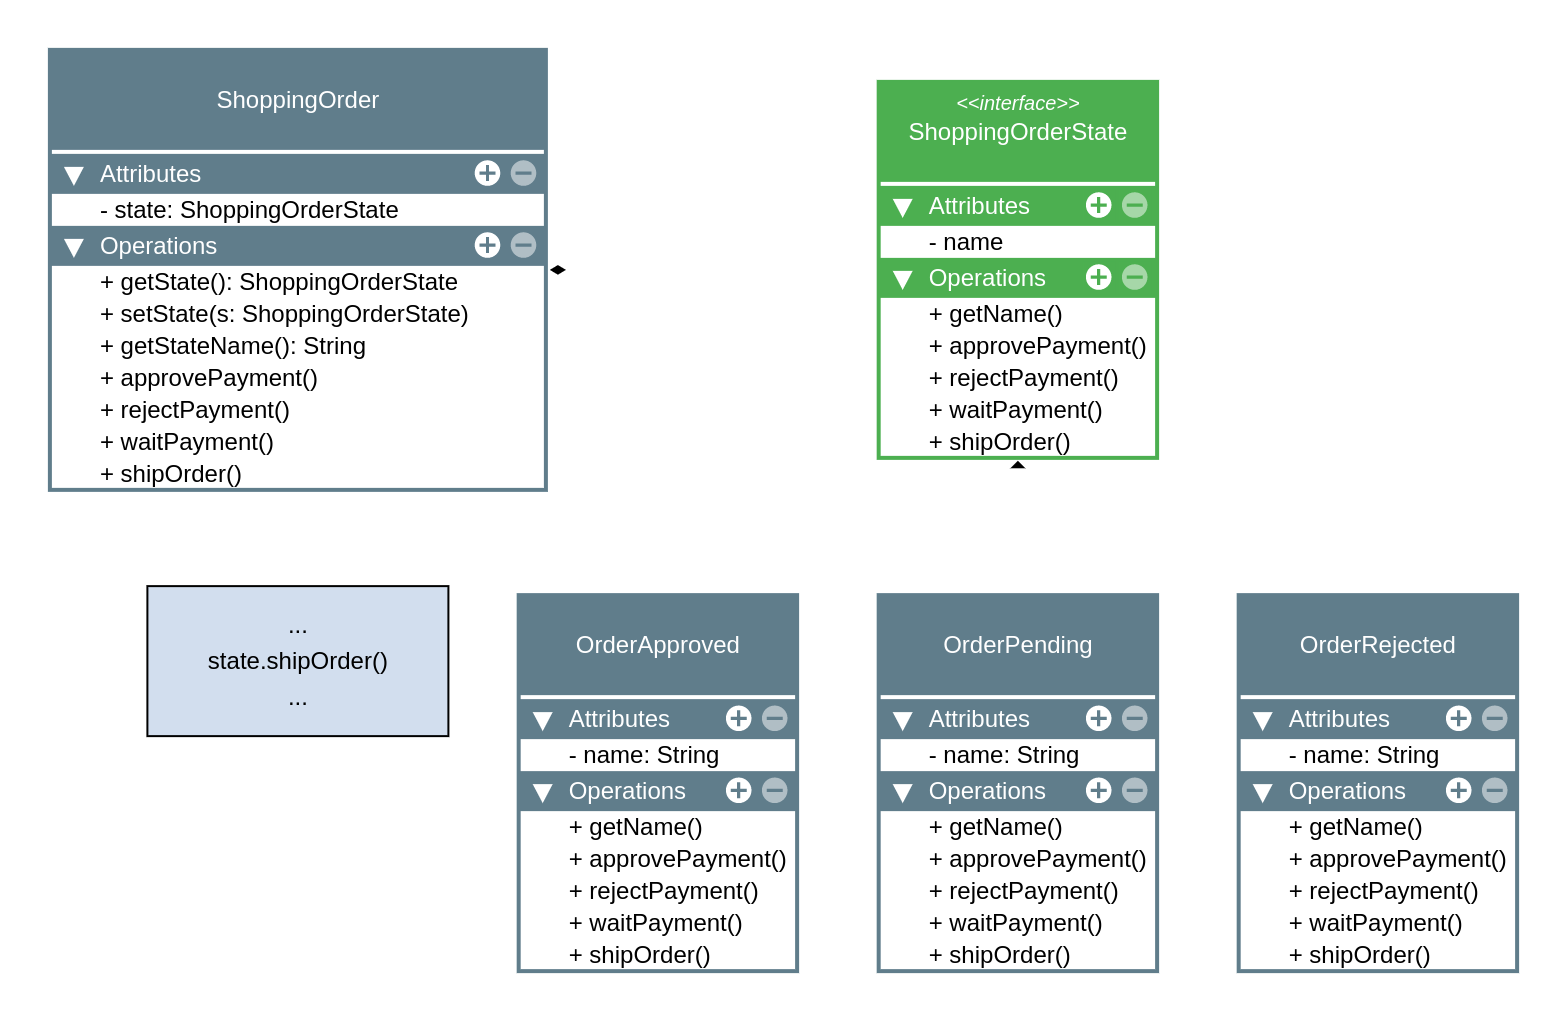 ShoppingOrder
Attributes
- state: ShoppingOrderState
Operations
+ getState(): ShoppingOrderState
+ setState(s: ShoppingOrderState)
+ getStateName(): String
+ approvePayment()
+ rejectPayment()
+ waitPayment()
+ shipOrder()
<<interface>>
ShoppingOrderState
Attributes
- name
Operations
+ getName()
+ approvePayment()
+ rejectPayment()
+ waitPayment()
+ shipOrder()
...
state.shipOrder()
...
OrderApproved
Attributes
- name: String
Operations
+ getName()
+ approvePayment()
+ rejectPayment()
+ waitPayment()
+ shipOrder()
OrderPending
Attributes
- name: String
Operations
+ getName()
+ approvePayment()
+ rejectPayment()
+ waitPayment()
+ shipOrder()
OrderRejected
Attributes
- name: String
Operations
+ getName()
+ approvePayment()
+ rejectPayment()
+ waitPayment()
+ shipOrder()